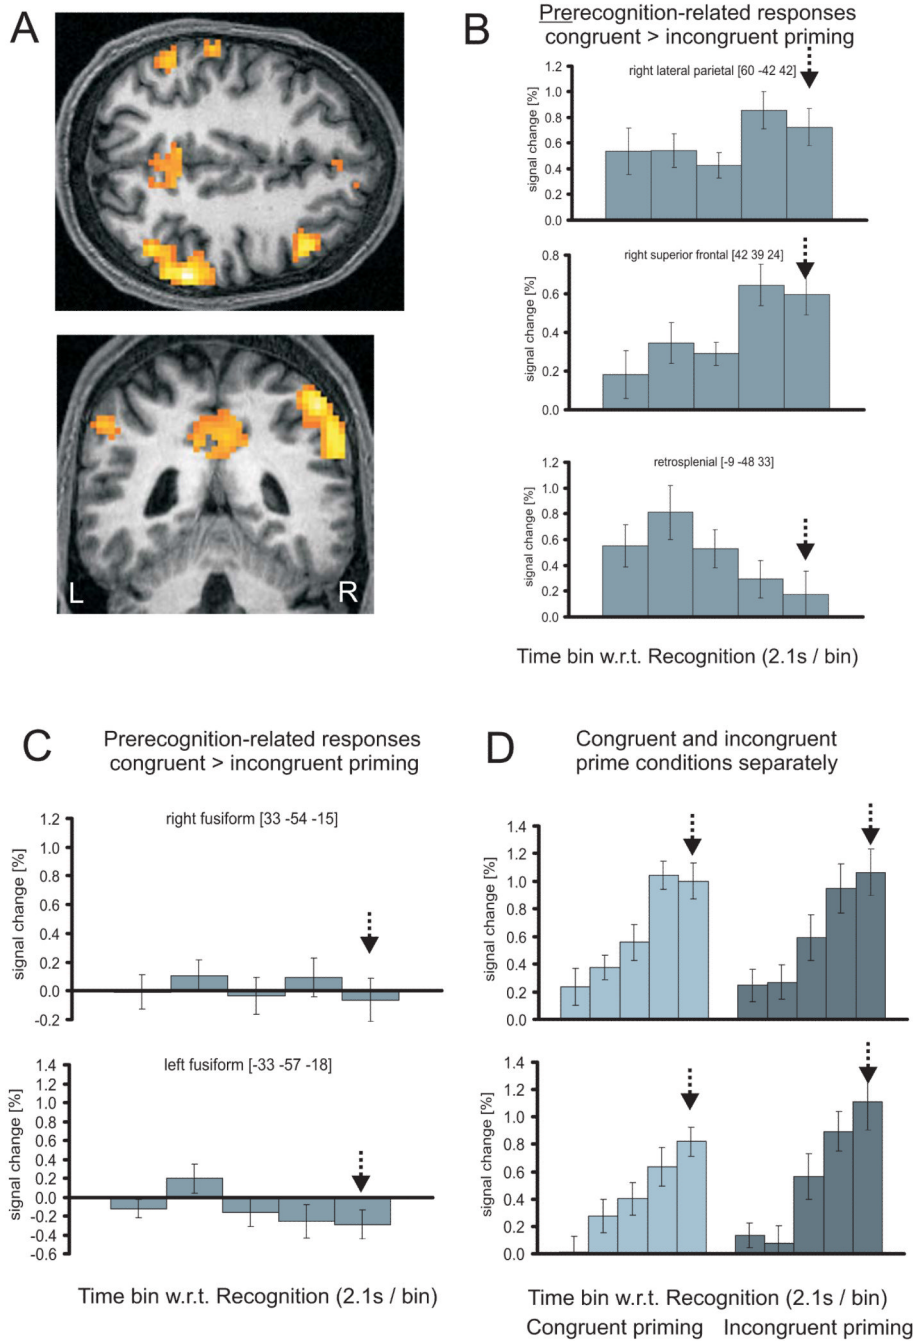 A
L
R
B
Prerecognition-related responses
congruent > incongruent priming
right lateral parietal [60 -42 42]
signal change [%]
1.2
1.0
0.8
0.6
0.4
0.2
0.0
right superior frontal [42 39 24]
signal change [%]
0.8
0.6
0.4
0.2
0.0
retrosplenial [-9 -48 33]
signal change [%]
1.2
1.0
0.8
0.6
0.4
0.2
0.0
Time bin w.r.t. Recognition (2.1s / bin)
C
Prerecognition-related responses
congruent > incongruent priming
right fusiform [33 -54 -15]
signal change [%]
1.2
1.0
0.8
0.6
0.4
0.2
0.0
-0.2
left fusiform [-33 -57 -18]
signal change [%]
1.4
1.2
1.0
0.8
0.6
0.4
0.2
0.0
-0.2
-0.4
-0.6
Time bin w.r.t. Recognition (2.1s / bin)
D
Congruent and incongruent
prime conditions separately
signal change [%]
1.4
1.2
1.0
0.8
0.6
0.4
0.2
0.0
signal change [%]
1.4
1.2
1.0
0.8
0.6
0.4
0.2
0.0
Time bin w.r.t. Recognition (2.1s / bin)
Congruent priming Incongruent priming